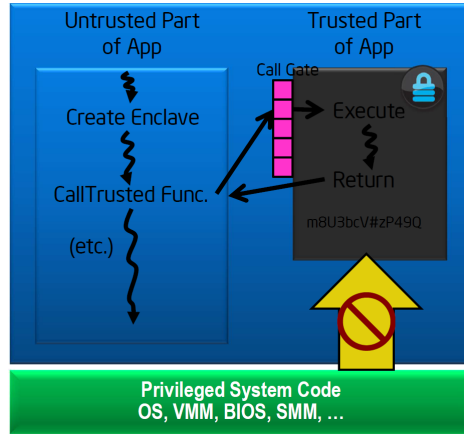 Untrusted Part
of App
Create Enclave
CallTrusted Func.
(etc.)
Trusted Part
of App
Call Gate
Execute
Return
m8U3bcV#zP49Q
Privileged System Code
OS, VMM, BIOS, SMM, …